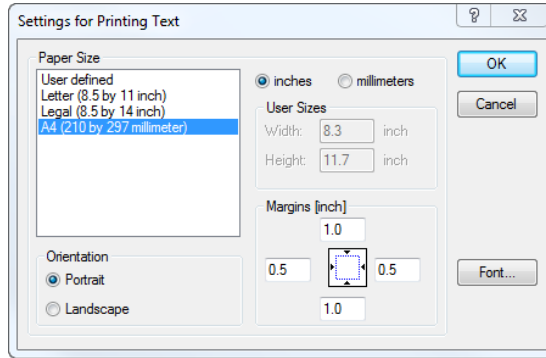 Settings for Printing Text
Paper Size
User defined
Letter (8.5 by 11 inch)
Legal (8.5 by 14 inch)
A4 (210 by 297 millimeter)
Orientation
Portrait
Landscape
inches
millimeters
User Sizes
Width: 8.3 inch
Height: 11.7 inch
Margins [inch]
1.0
0.5
0.5
1.0
OK
Cancel
Font...